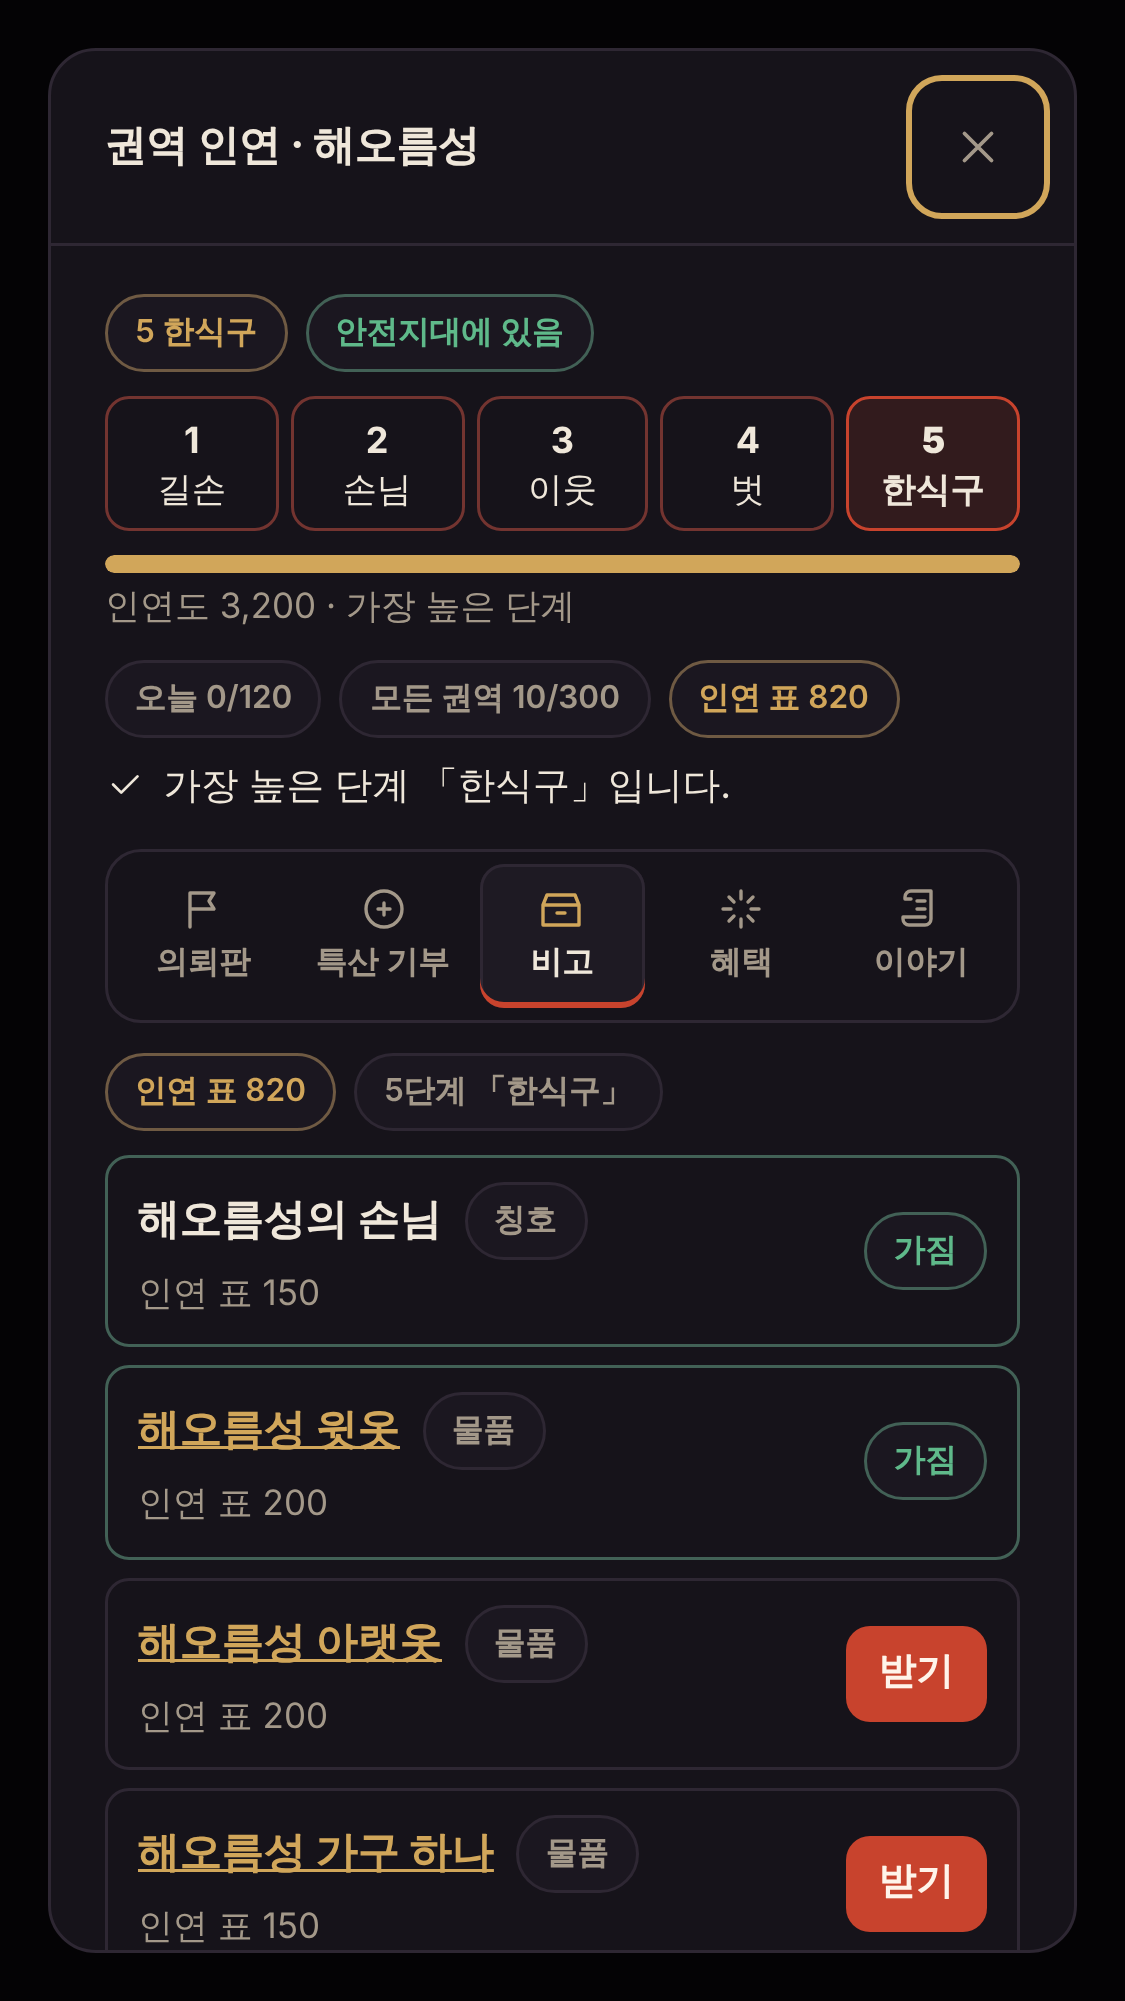 권역 인연 · 해오름성
5 한식구 안전지대에 있음
1 2 3 4 5
길손 손님 이웃 벗 한식구
인연도 3,200 · 가장 높은 단계
오늘 0/120 모든 권역 10/300 인연 표 820
가장 높은 단계 「한식구」입니다.
의뢰판 특산 기부 비고 혜택 이야기
인연 표 820 5단계 「한식구」
해오름성의 손님 칭호
가짐
인연 표 150
해오름성 윗옷 물품
가짐
인연 표 200
해오름성 아랫옷 물품
받기
인연 표 200
해오름성 가구 하나 물품
받기
인연 표 150